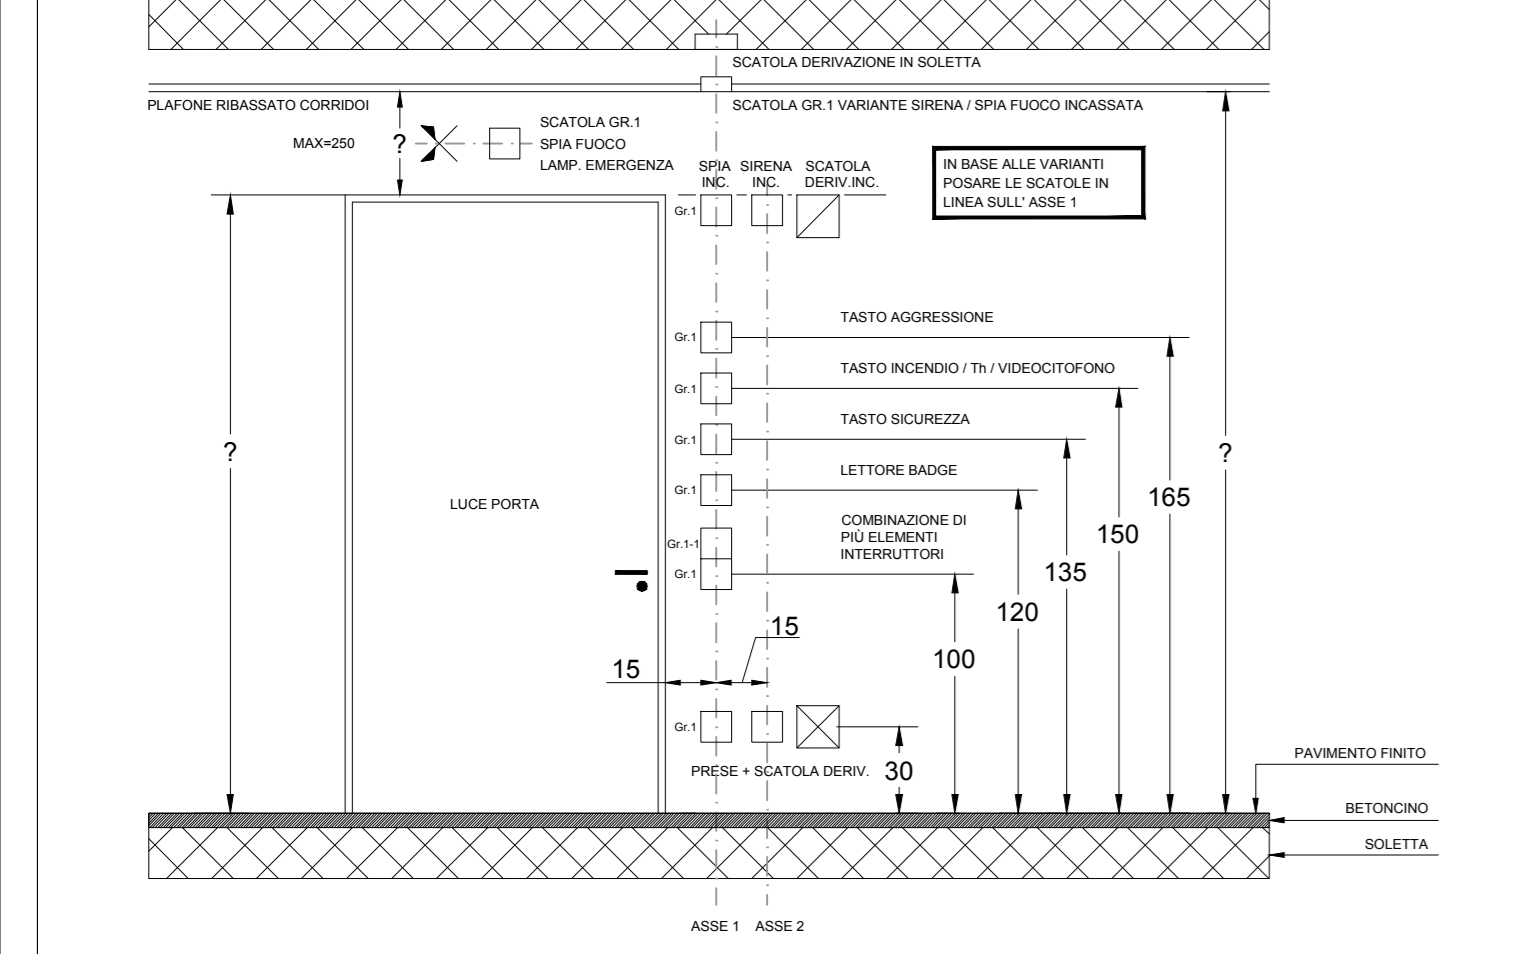 SCATOLA DERIVAZIONE IN SOLETTA
PLAFONE RIBASSATO CORRIDOI
SCATOLA GR.1 VARIANTE SIRENA / SPIA FUOCO INCASSATA
MAX=250
?
SCATOLA GR.1
SPIA FUOCO
LAMP. EMERGENZA
SPIA
INC.
SIRENA
INC.
SCATOLA
DERIV.INC.
IN BASE ALLE VARIANTI
POSARE LE SCATOLE IN
LINEA SULL' ASSE 1
Gr.1
TASTO AGGRESSIONE
Gr.1
TASTO INCENDIO / Th / VIDEOCITOFONO
Gr.1
TASTO SICUREZZA
Gr.1
?
?
LETTORE BADGE
Gr.1
165
LUCE PORTA
COMBINAZIONE DI
PIÙ ELEMENTI
INTERRUTTORI
150
Gr.1-1
Gr.1
135
120
15
100
15
Gr.1
PRESE + SCATOLA DERIV.
30
PAVIMENTO FINITO
BETONCINO
SOLETTA
ASSE 1
ASSE 2